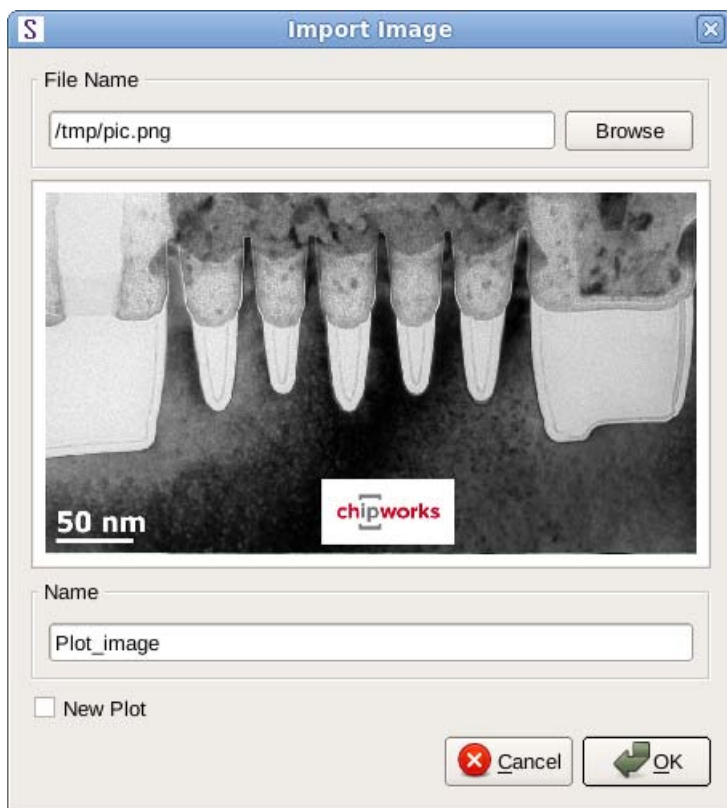 S
Import Image
File Name
/tmp/pic.png
Browse
50 nm
chipworks
Name
Plot_image
New Plot
Cancel
OK